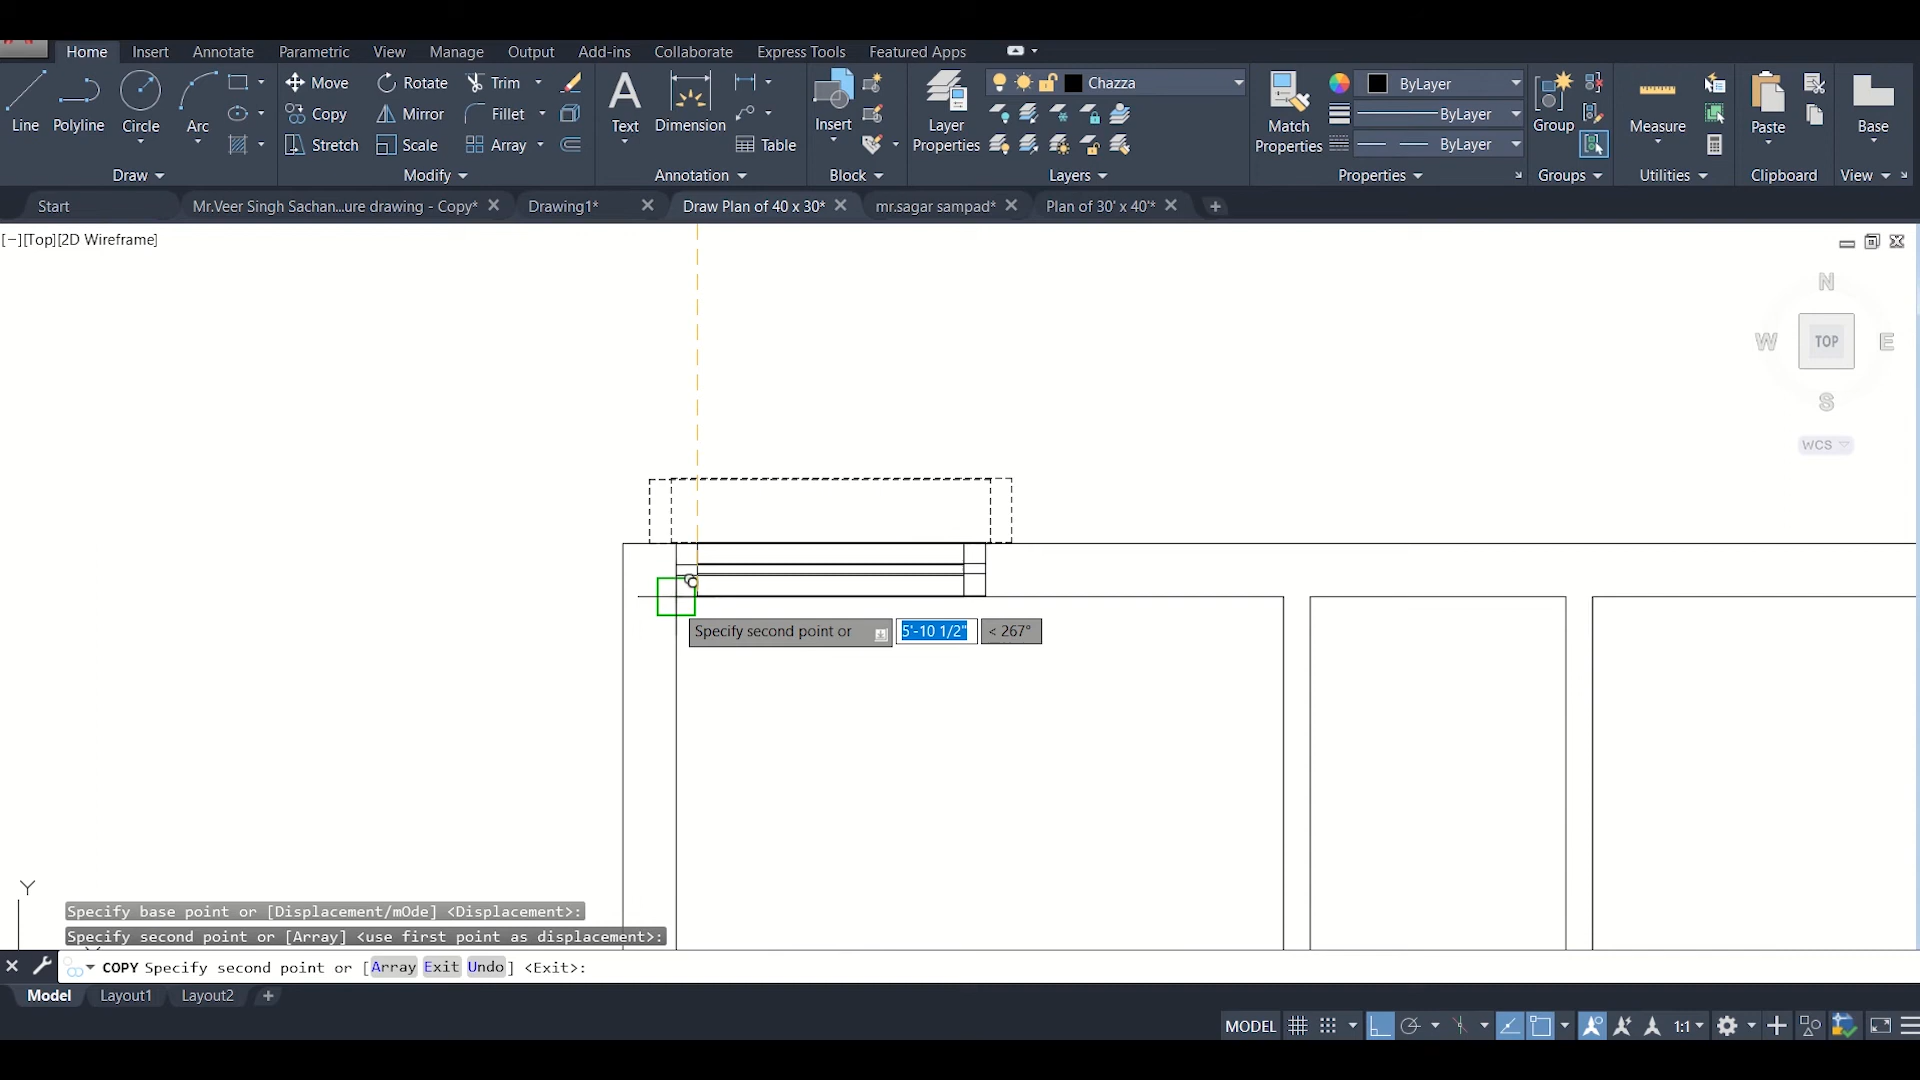 Home Insert Annotate Parametric View Manage Output Add-ins Collaborate Express Tools Featured Apps
Line Polyline Circle Arc
Move Rotate Trim
Copy Mirror Fillet
Stretch Scale Array
Text Dimension Table
Insert
Layer Properties
Chazza
Match Properties
ByLayer
ByLayer
ByLayer
Group Measure Paste Base
Draw Modify Annotation Block Layers Properties Groups Utilities Clipboard View
Start Mr.Veer Singh Sachan...ure drawing - Copy* Drawing1* Draw Plan of 40 x 30* mr.sagar sampad* Plan of 30' x 40'*
[−][Top][2D Wireframe]
N
W TOP E
S
WCS
Specify second point or 5'-10 1/2" < 267°
Y
Specify base point or [Displacement/mOde] <Displacement>:
Specify second point or [Array] <use first point as displacement>:
COPY Specify second point or [Array Exit Undo] <Exit>:
Model Layout1 Layout2
MODEL 1:1